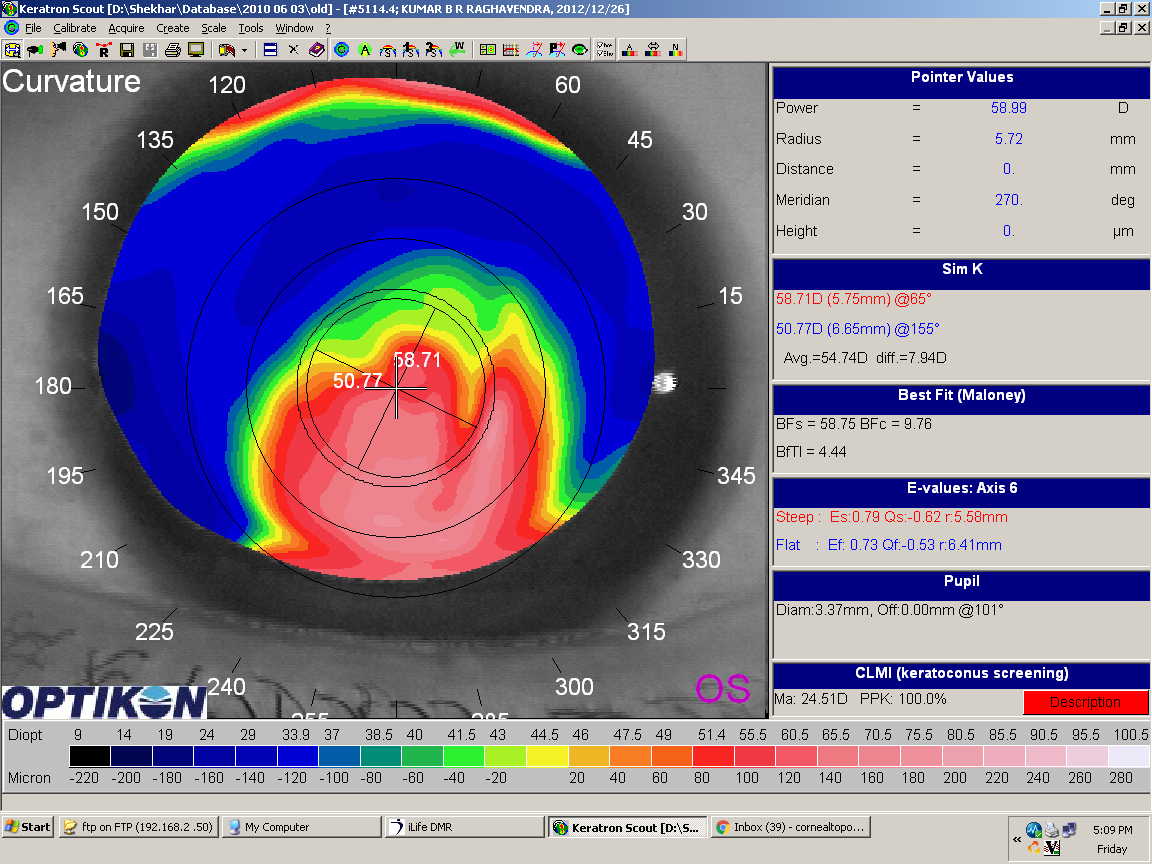 Keratron Scout [D:\Shekhar\Database\2010 06 03\old] - [#5114.4; KUMAR B R RAGHAVENDRA, 2012/12/26]
File Calibrate Acquire Create Scale Tools Window ?
Curvature
120 60
135 45
150 30
165 15
180
195 345
210 330
225 315
240 300
255 285
58.71
50.77
OPTIKON
OS
Pointer Values
Power = 58.99 D
Radius = 5.72 mm
Distance = 0. mm
Meridian = 270. deg
Height = 0. µm
Sim K
58.71D (5.75mm) @65°
50.77D (6.65mm) @155°
Avg.=54.74D diff.=7.94D
Best Fit (Maloney)
BFs = 58.75 BFc = 9.76
BfTI = 4.44
E-values: Axis 6
Steep : Es:0.79 Qs:-0.62 r:5.58mm
Flat : Ef: 0.73 Qf:-0.53 r:6.41mm
Pupil
Diam:3.37mm, Off:0.00mm @101°
CLMI (keratoconus screening)
Ma: 24.51D PPK: 100.0%
Description
Diopt 9 14 19 24 29 33.9 37 38.5 40 41.5 43 44.5 46 47.5 49 51.4 55.5 60.5 65.5 70.5 75.5 80.5 85.5 90.5 95.5 100.5
Micron -220 -200 -180 -160 -140 -120 -100 -80 -60 -40 -20 20 40 60 80 100 120 140 160 180 200 220 240 260 280
Start ftp on FTP (192.168.2 .50) My Computer iLife DMR Keratron Scout [D:\S... Inbox (39) - cornealtopo... « 5:09 PM
Friday